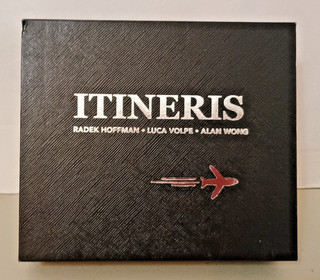 ITINERIS
RADEK HOFFMAN • LUCA VOLPE • ALAN WONG